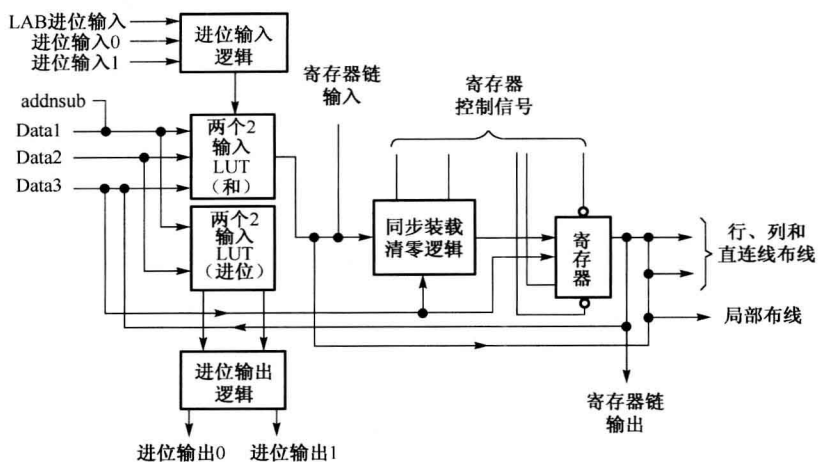 LAB进位输入
进位输入0
进位输入1
进位输入
逻辑
寄存器链
输入
寄存器
控制信号
addnsub
Data1
Data2
Data3
两个2
输入
LUT
(和)
两个2
输入
LUT
(进位)
同步装载
清零逻辑
寄
存
器
行、列和
直连线布线
局部布线
进位输出
逻辑
寄存器链
输出
进位输出0
进位输出1